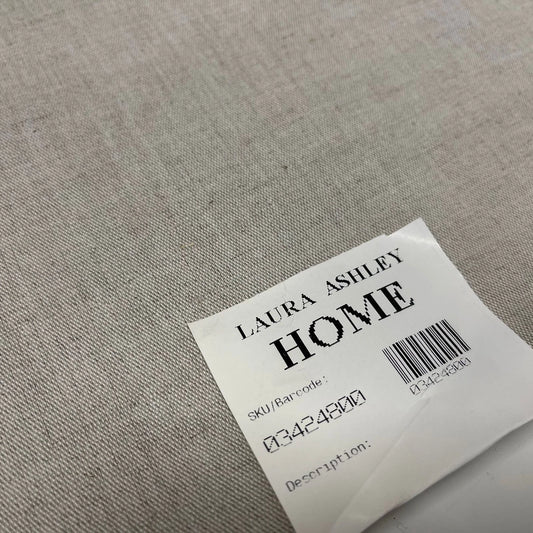 LAURA ASHLEY
HOME
SKU/Barcode:
03424800
03424800
Description: